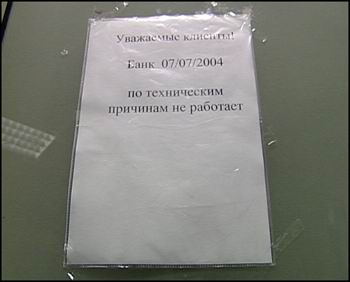 Уважаемые клиенты!
Банк 07/07/2004
по техническим
причинам не работает